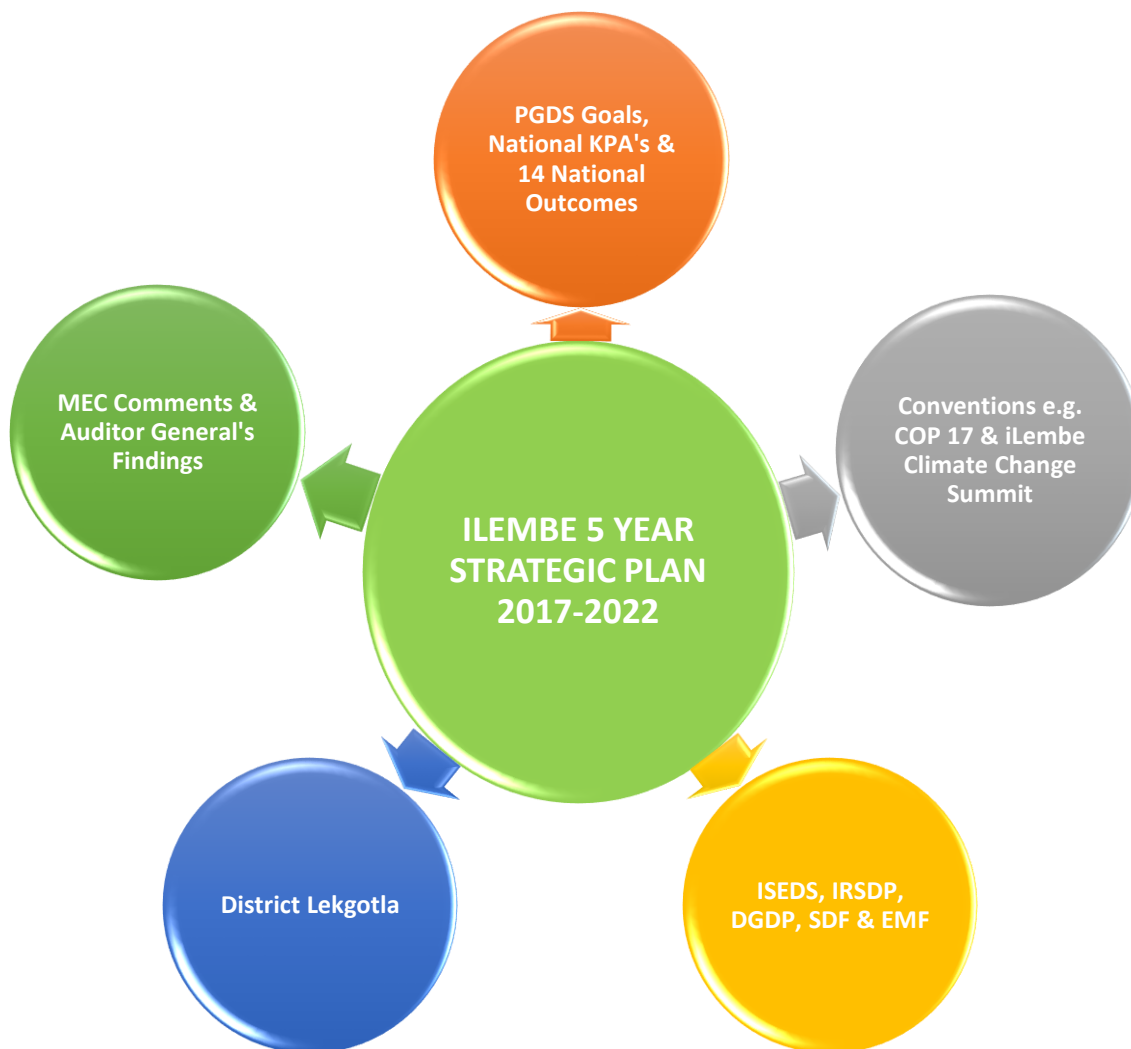 PGDS Goals,
National KPA's &
14 National
Outcomes
MEC Comments &
Auditor General's
Findings
Conventions e.g.
COP 17 & iLembe
Climate Change
Summit
ILEMBE 5 YEAR
STRATEGIC PLAN
2017-2022
District Lekgotla
ISEDS, IRSDP,
DGDP, SDF & EMF